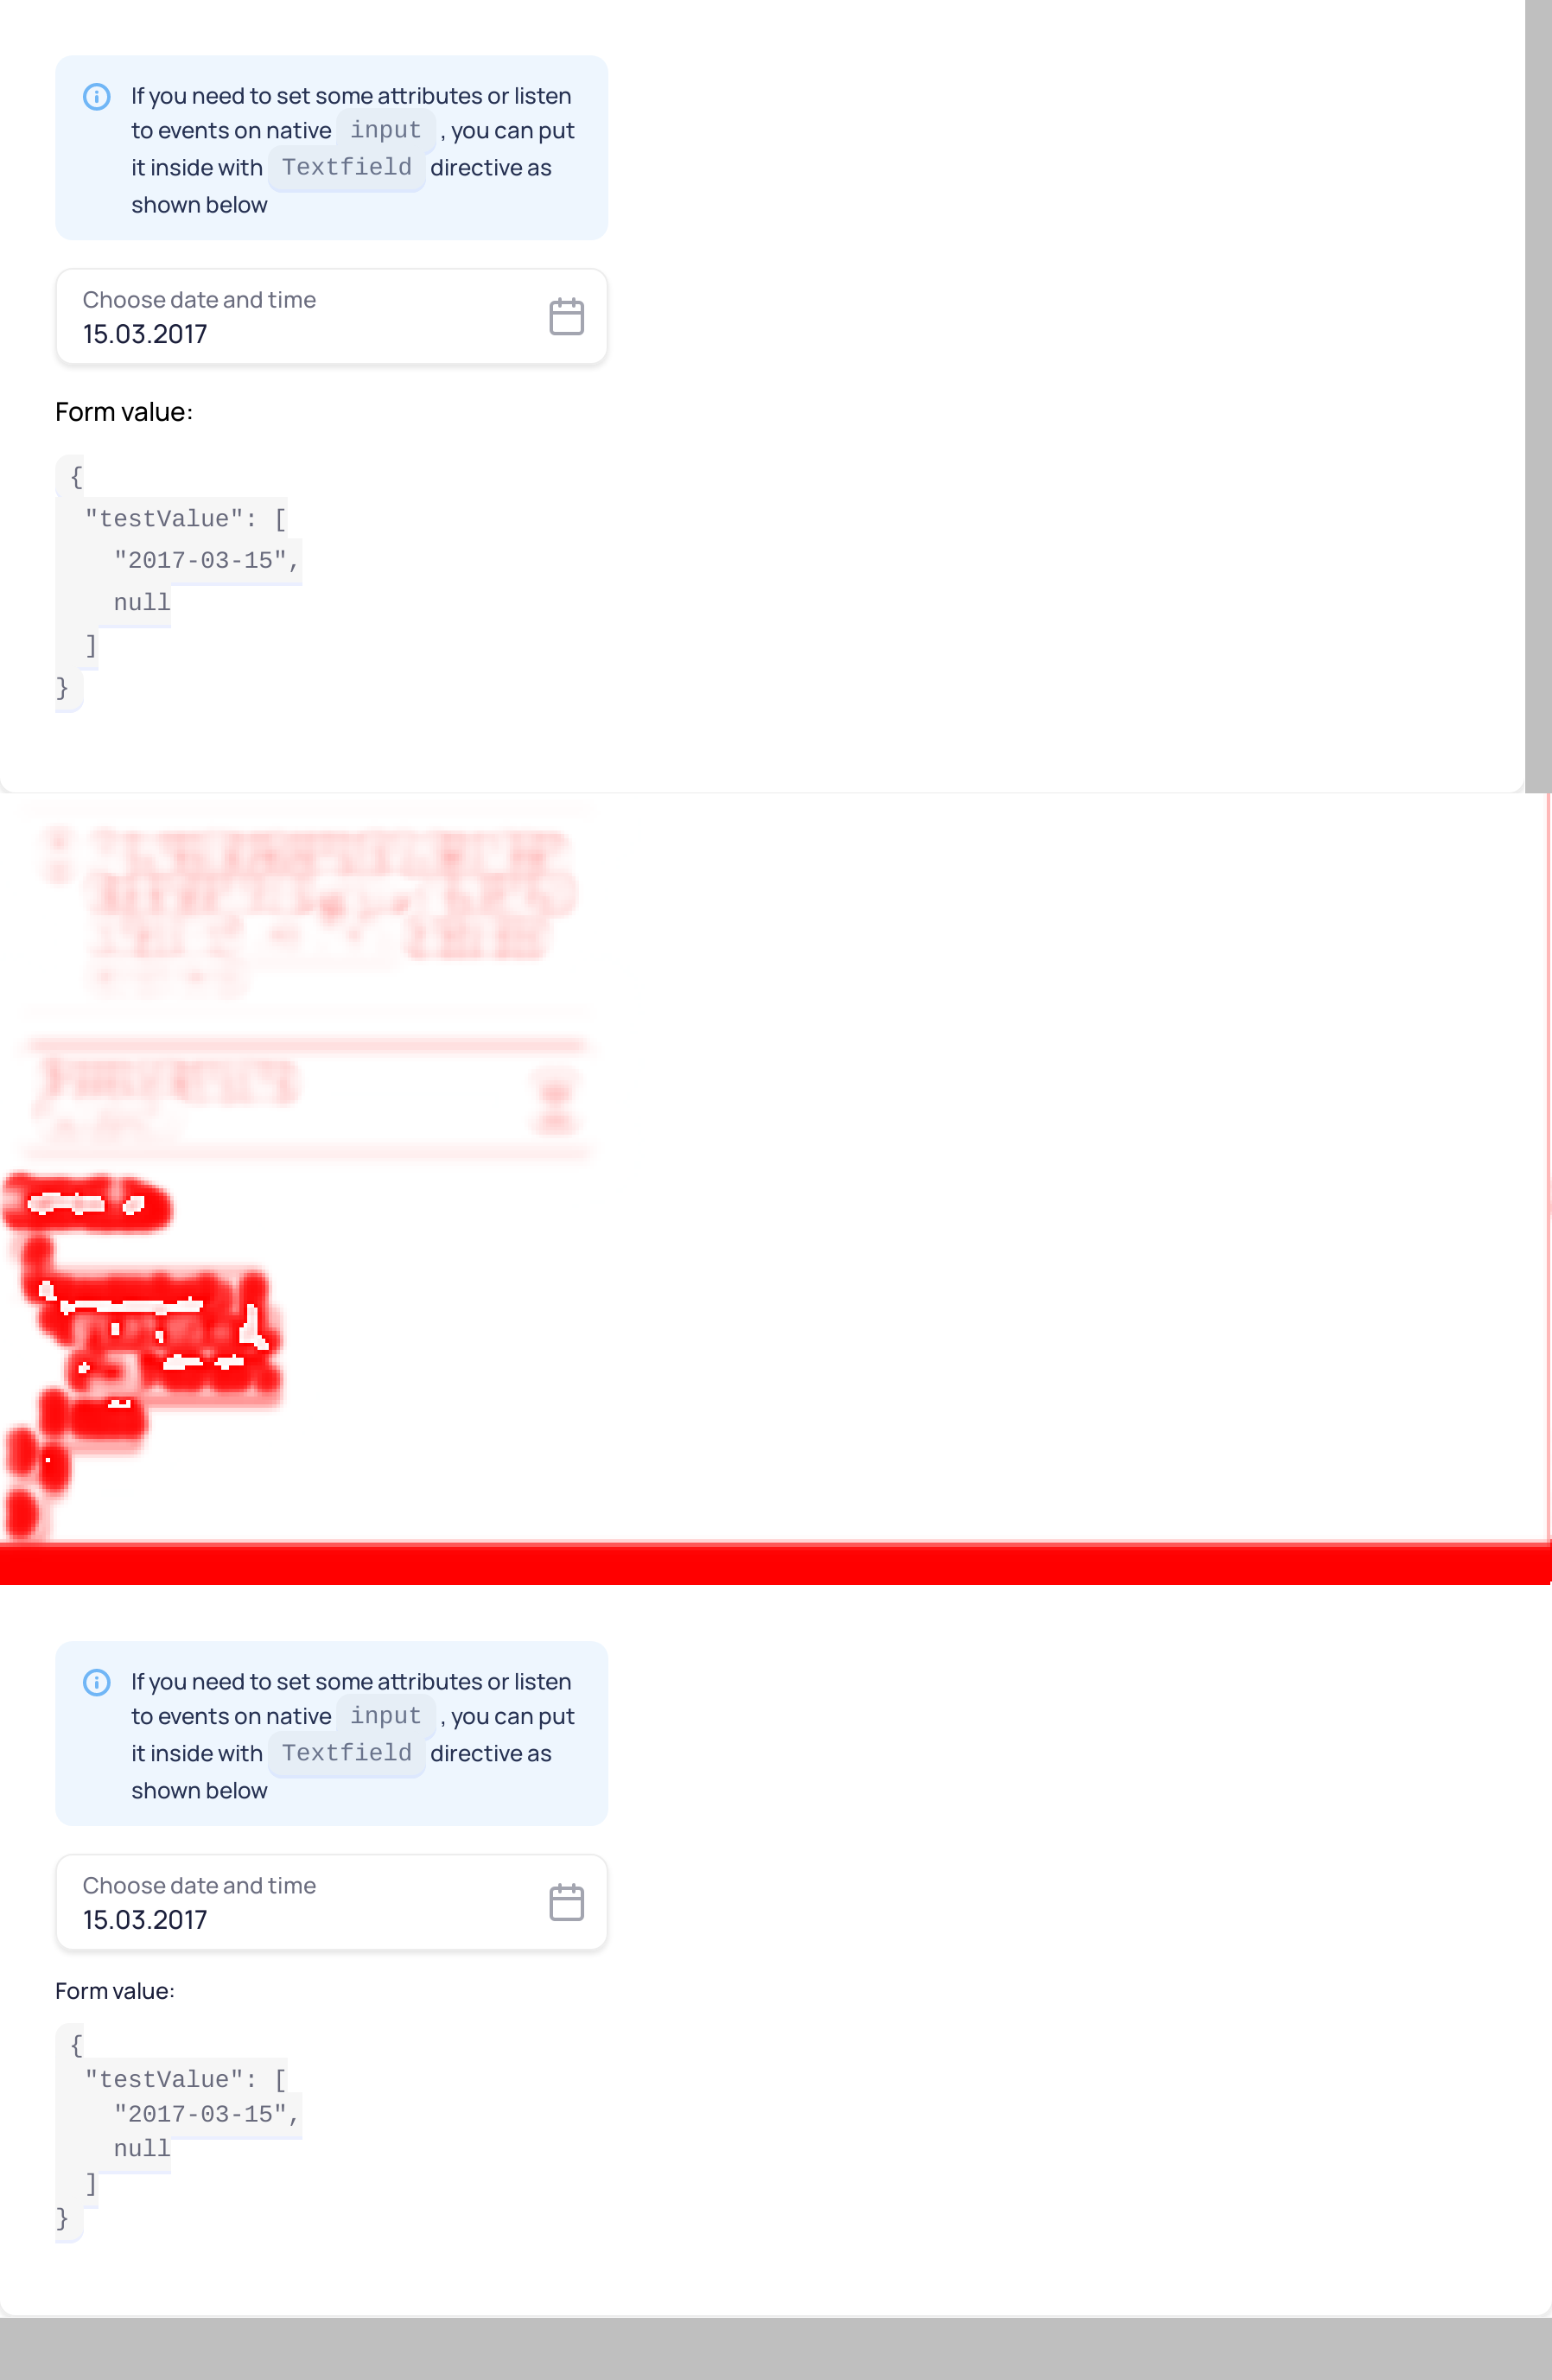 If you need to set some attributes or listen
to events on native input , you can put
it inside with Textfield directive as
shown below
Choose date and time
15.03.2017
Form value:
{
"testValue": [
"2017-03-15",
null
]
}
If you need to set some attributes or listen
to events on native input , you can put
it inside with Textfield directive as
shown below
Choose date and time
15.03.2017
Form value:
{
"testValue": [
"2017-03-15",
null
]
}